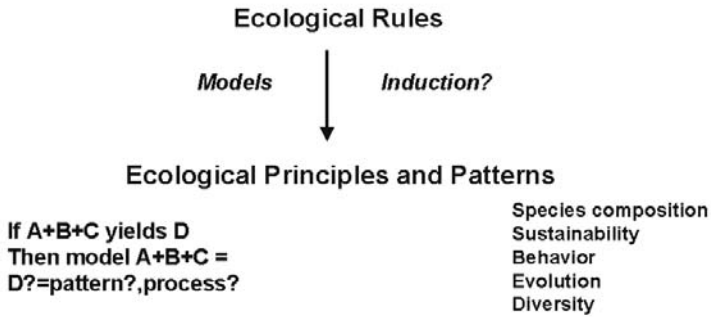 Ecological Rules
Models
Induction?
Ecological Principles and Patterns
If A+B+C yields D
Then model A+B+C =
D?=pattern?,process?
Species composition
Sustainability
Behavior
Evolution
Diversity